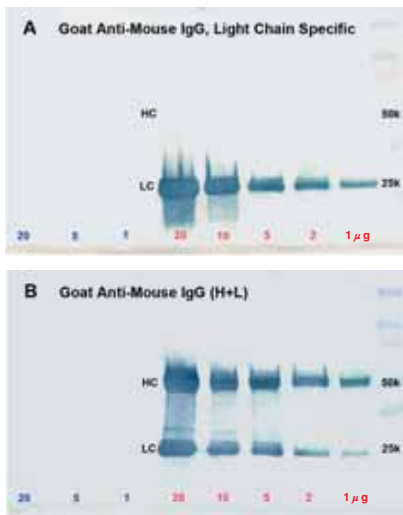 A Goat Anti-Mouse IgG, Light Chain Specific
HC 50k
LC 25k
20 5 1 20 10 5 2 1 μg
B Goat Anti-Mouse IgG (H+L)
HC 50k
LC 25k
20 5 1 20 10 5 2 1 μg